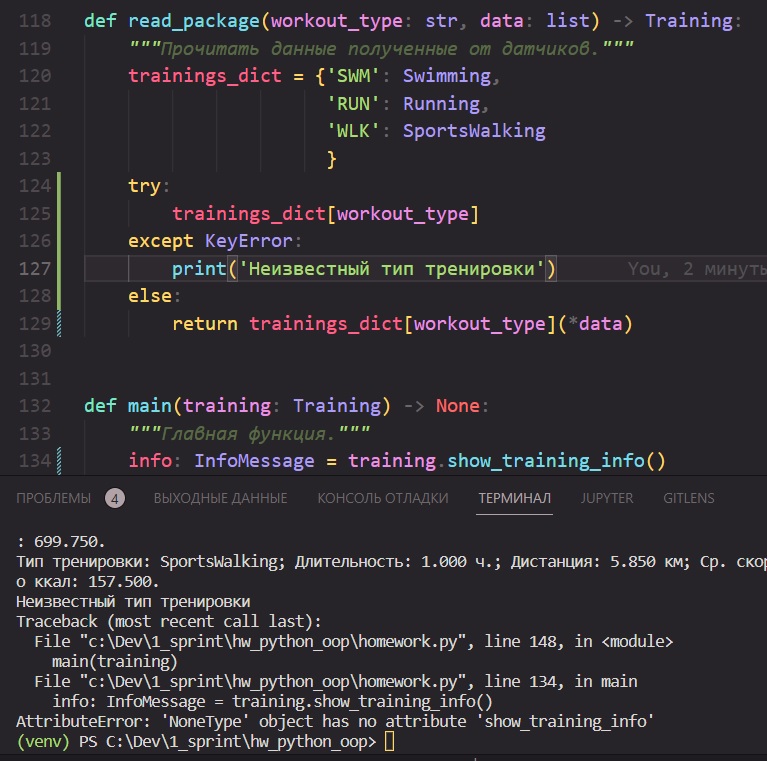 118 def read_package(workout_type: str, data: list) -> Training:
119 """Прочитать данные полученные от датчиков."""
120 trainings_dict = {'SWM': Swimming,
121 'RUN': Running,
122 'WLK': SportsWalking
123 }
124 try:
125 trainings_dict[workout_type]
126 except KeyError:
127 print('Неизвестный тип тренировки') You, 2 минуты
128 else:
129 return trainings_dict[workout_type](*data)
130
131
132 def main(training: Training) -> None:
133 """Главная функция."""
134 info: InfoMessage = training.show_training_info()
ПРОБЛЕМЫ 4 ВЫХОДНЫЕ ДАННЫЕ КОНСОЛЬ ОТЛАДКИ ТЕРМИНАЛ JUPYTER GITLENS
: 699.750.
Тип тренировки: SportsWalking; Длительность: 1.000 ч.; Дистанция: 5.850 км; Ср. скор
о ккал: 157.500.
Неизвестный тип тренировки
Traceback (most recent call last):
File "c:\Dev\1_sprint\hw_python_oop\homework.py", line 148, in <module>
main(training)
File "c:\Dev\1_sprint\hw_python_oop\homework.py", line 134, in main
info: InfoMessage = training.show_training_info()
AttributeError: 'NoneType' object has no attribute 'show_training_info'
(venv) PS C:\Dev\1_sprint\hw_python_oop>